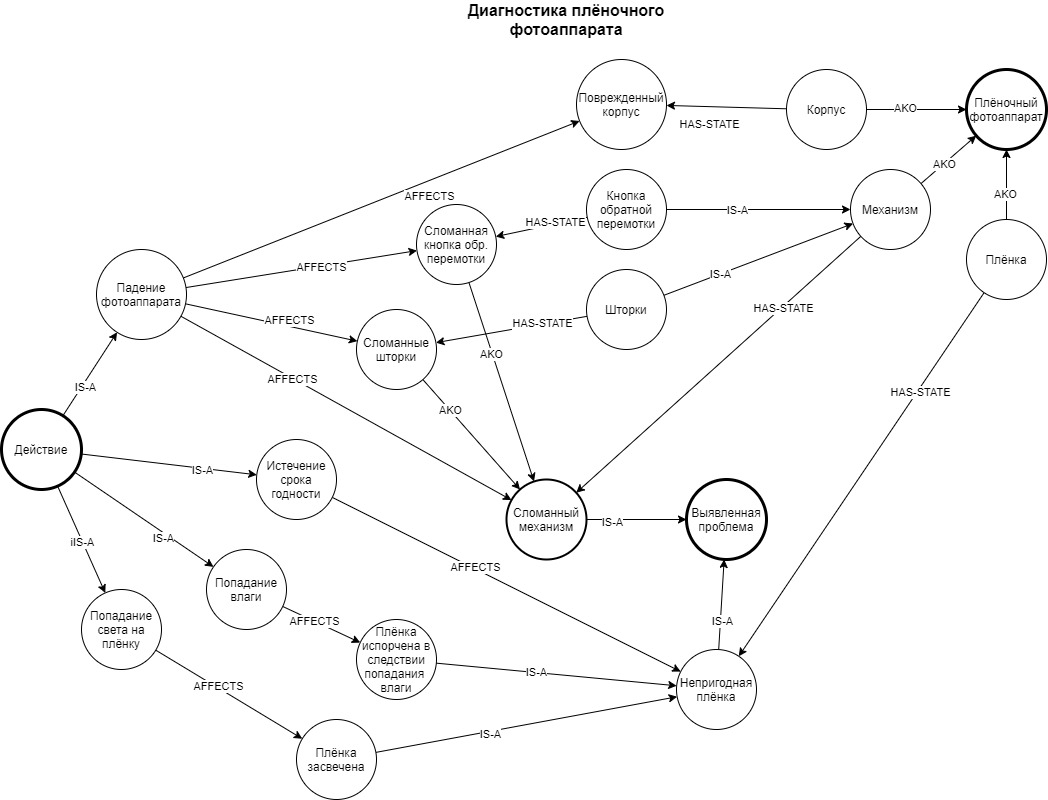 Диагностика плёночного
фотоаппарата
Поврежденный
корпус
HAS-STATE
Корпус
AKO
Плёночный
фотоаппарат
AFFECTS
Сломанная
кнопка обр.
перемотки
HAS-STATE
Кнопка
обратной
перемотки
IS-A
Механизм
AKO
AKO
Плёнка
Падение
фотоаппарата
AFFECTS
AFFECTS
Сломанные
шторки
HAS-STATE
Шторки
IS-A
HAS-STATE
AFFECTS
AKO
AKO
IS-A
HAS-STATE
Действие
IS-A
Истечение
срока
годности
Сломанный
механизм
IS-A
Выявленная
проблема
iIS-A
IS-A
AFFECTS
Попадание
влаги
Попадание
света на
плёнку
AFFECTS
Плёнка
испорчена в
следствии
попадания
влаги
IS-A
IS-A
Непригодная
плёнка
AFFECTS
IS-A
Плёнка
засвечена